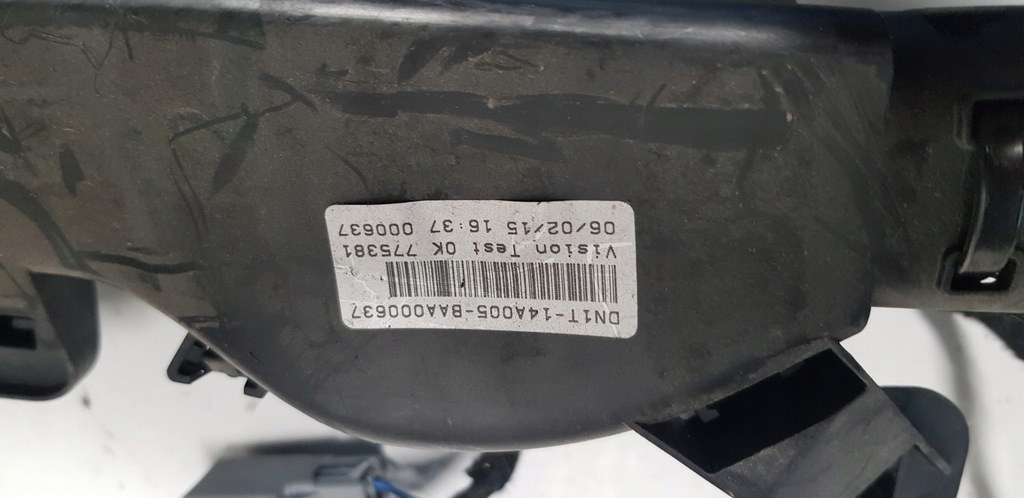 DN1T-14A005-BAA000637
Vision Test OK 775381
06/02/15 16:37 000637